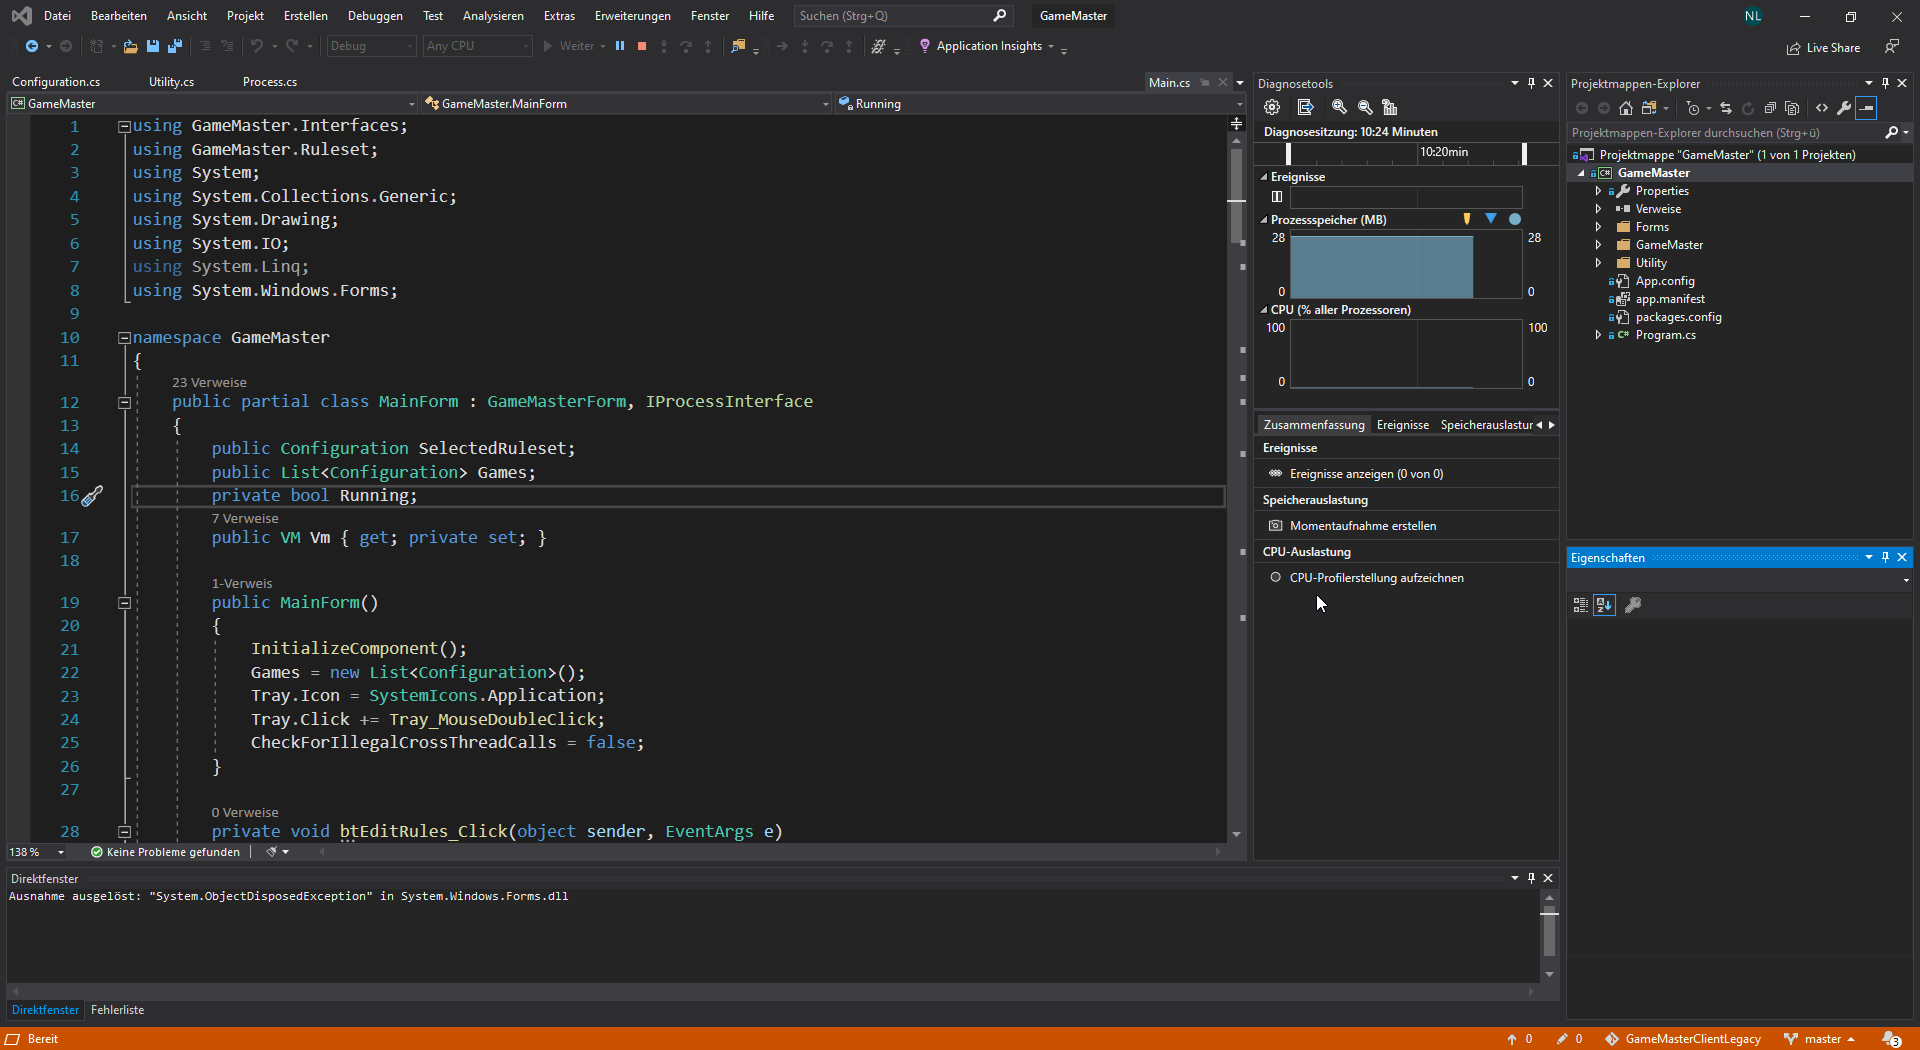 Datei Bearbeiten Ansicht Projekt Erstellen Debuggen Test Analysieren Extras Erweiterungen Fenster Hilfe Suchen (Strg+Q) GameMaster NL
Debug Any CPU Weiter Application Insights Live Share
Configuration.cs Utility.cs Process.cs Main.cs
GameMaster GameMaster.MainForm Running
1 using GameMaster.Interfaces;
2 using GameMaster.Ruleset;
3 using System;
4 using System.Collections.Generic;
5 using System.Drawing;
6 using System.IO;
7 using System.Linq;
8 using System.Windows.Forms;
9
10 namespace GameMaster
11 {
23 Verweise
12 public partial class MainForm : GameMasterForm, IProcessInterface
13 {
14 public Configuration SelectedRuleset;
15 public List<Configuration> Games;
16 private bool Running;
7 Verweise
17 public VM Vm { get; private set; }
18
1-Verweis
19 public MainForm()
20 {
21 InitializeComponent();
22 Games = new List<Configuration>();
23 Tray.Icon = SystemIcons.Application;
24 Tray.Click += Tray_MouseDoubleClick;
25 CheckForIllegalCrossThreadCalls = false;
26 }
27
0 Verweise
28 private void btEditRules_Click(object sender, EventArgs e)
138 % Keine Probleme gefunden
Diagnosetools
Diagnosesitzung: 10:24 Minuten
10:20min
Ereignisse
Prozessspeicher (MB)
28 28
0 0
CPU (% aller Prozessoren)
100 100
0 0
Zusammenfassung Ereignisse Speicherauslastur
Ereignisse
Ereignisse anzeigen (0 von 0)
Speicherauslastung
Momentaufnahme erstellen
CPU-Auslastung
CPU-Profilerstellung aufzeichnen
Projektmappen-Explorer
Projektmappen-Explorer durchsuchen (Strg+ü)
Projektmappe "GameMaster" (1 von 1 Projekten)
C# GameMaster
Properties
Verweise
Forms
GameMaster
Utility
App.config
app.manifest
packages.config
C# Program.cs
Eigenschaften
Direktfenster
Ausnahme ausgelöst: "System.ObjectDisposedException" in System.Windows.Forms.dll
Direktfenster Fehlerliste
Bereit 0 0 GameMasterClientLegacy master 3